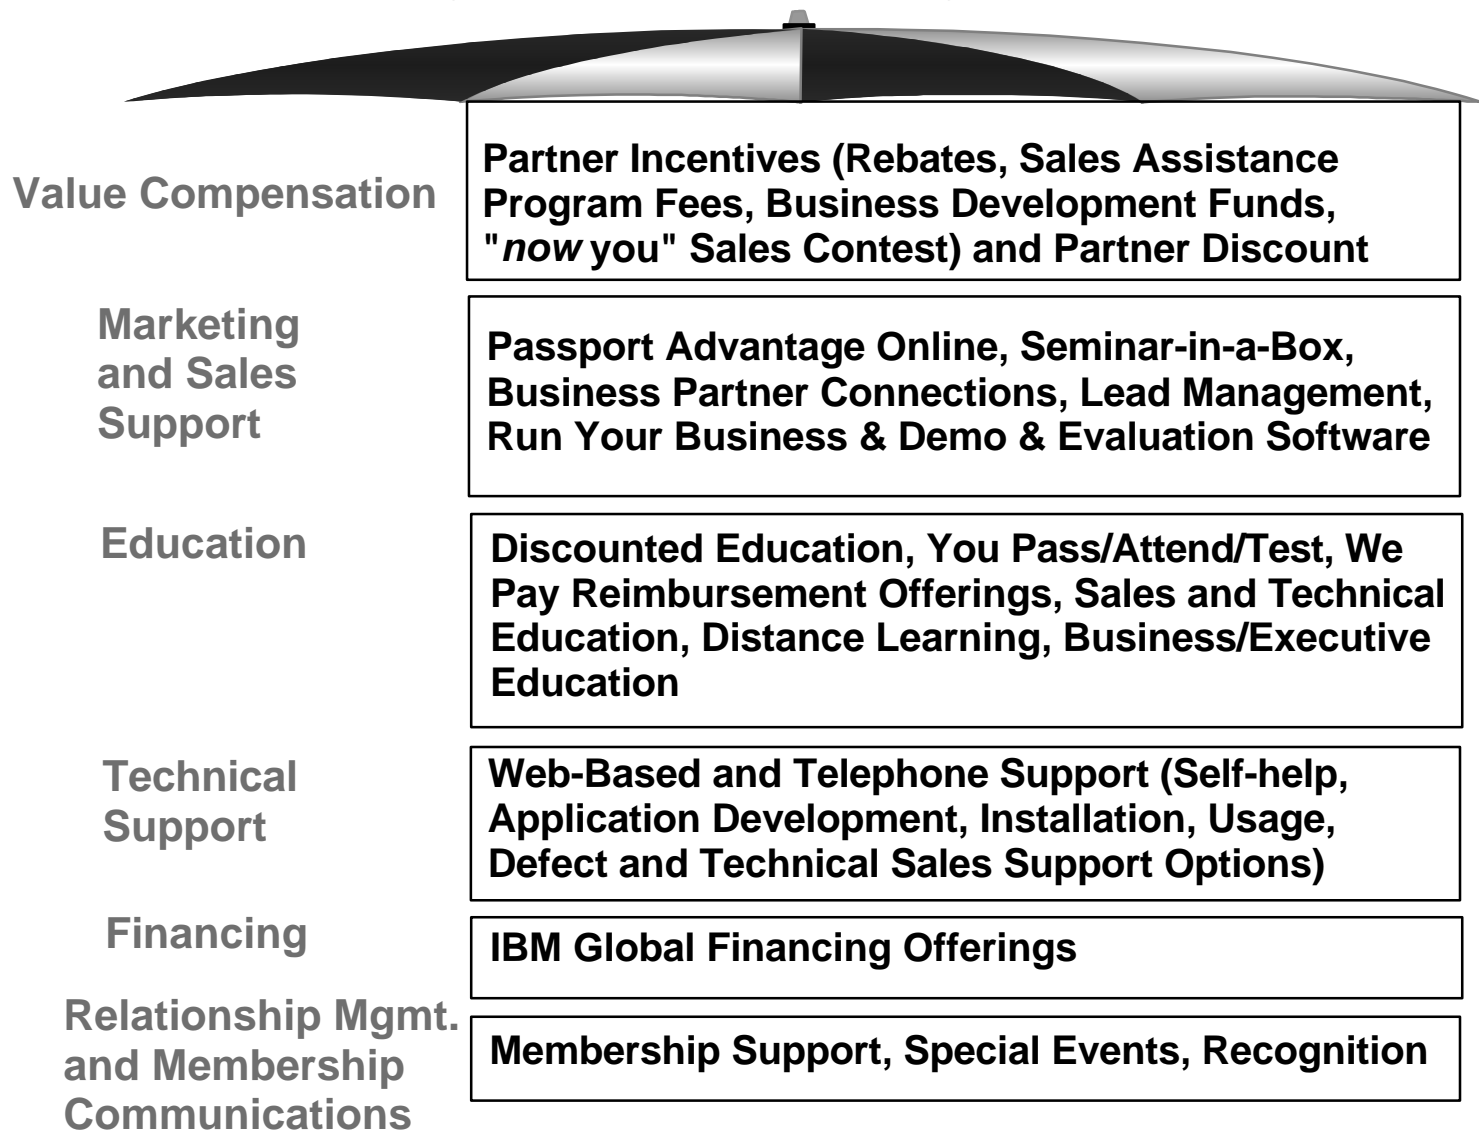 Value Compensation
Partner Incentives (Rebates, Sales Assistance
Program Fees, Business Development Funds,
"now you" Sales Contest) and Partner Discount
Marketing
and Sales
Support
Passport Advantage Online, Seminar-in-a-Box,
Business Partner Connections, Lead Management,
Run Your Business & Demo & Evaluation Software
Education
Discounted Education, You Pass/Attend/Test, We
Pay Reimbursement Offerings, Sales and Technical
Education, Distance Learning, Business/Executive
Education
Technical
Support
Web-Based and Telephone Support (Self-help,
Application Development, Installation, Usage,
Defect and Technical Sales Support Options)
Financing
IBM Global Financing Offerings
Relationship Mgmt.
and Membership
Communications
Membership Support, Special Events, Recognition